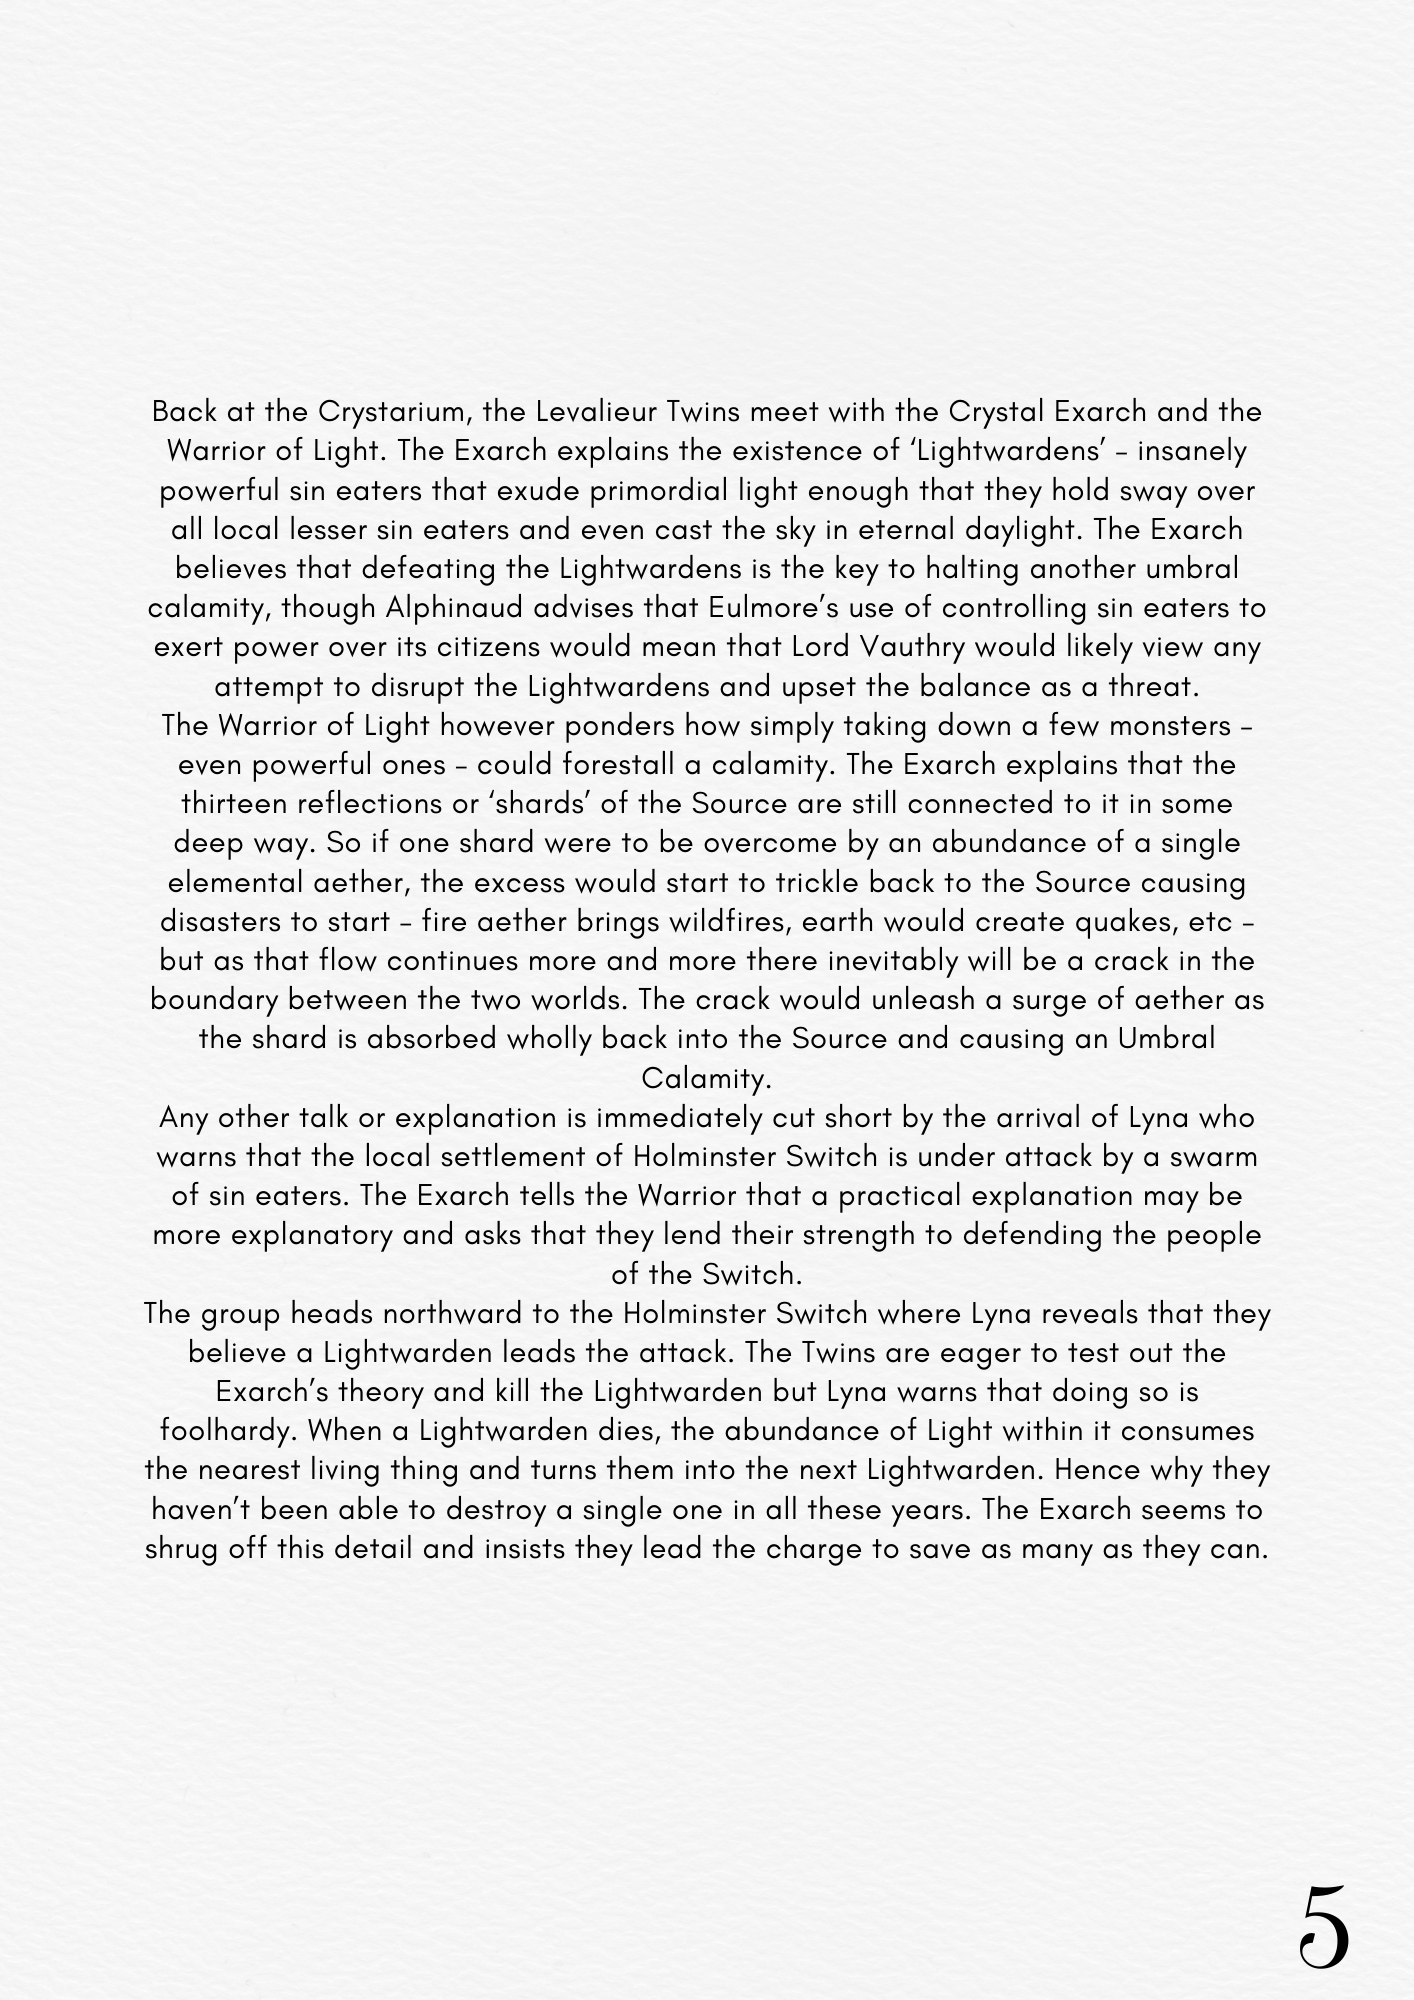 Back at the Crystarium, the Levalieur Twins meet with the Crystal Exarch and the
Warrior of Light. The Exarch explains the existence of ‘Lightwardens’ – insanely
powerful sin eaters that exude primordial light enough that they hold sway over
all local lesser sin eaters and even cast the sky in eternal daylight. The Exarch
believes that defeating the Lightwardens is the key to halting another umbral
calamity, though Alphinaud advises that Eulmore’s use of controlling sin eaters to
exert power over its citizens would mean that Lord Vauthry would likely view any
attempt to disrupt the Lightwardens and upset the balance as a threat.
The Warrior of Light however ponders how simply taking down a few monsters –
even powerful ones – could forestall a calamity. The Exarch explains that the
thirteen reflections or ‘shards’ of the Source are still connected to it in some
deep way. So if one shard were to be overcome by an abundance of a single
elemental aether, the excess would start to trickle back to the Source causing
disasters to start – fire aether brings wildfires, earth would create quakes, etc –
but as that flow continues more and more there inevitably will be a crack in the
boundary between the two worlds. The crack would unleash a surge of aether as
the shard is absorbed wholly back into the Source and causing an Umbral
Calamity.
Any other talk or explanation is immediately cut short by the arrival of Lyna who
warns that the local settlement of Holminster Switch is under attack by a swarm
of sin eaters. The Exarch tells the Warrior that a practical explanation may be
more explanatory and asks that they lend their strength to defending the people
of the Switch.
The group heads northward to the Holminster Switch where Lyna reveals that they
believe a Lightwarden leads the attack. The Twins are eager to test out the
Exarch’s theory and kill the Lightwarden but Lyna warns that doing so is
foolhardy. When a Lightwarden dies, the abundance of Light within it consumes
the nearest living thing and turns them into the next Lightwarden. Hence why they
haven’t been able to destroy a single one in all these years. The Exarch seems to
shrug off this detail and insists they lead the charge to save as many as they can.
5